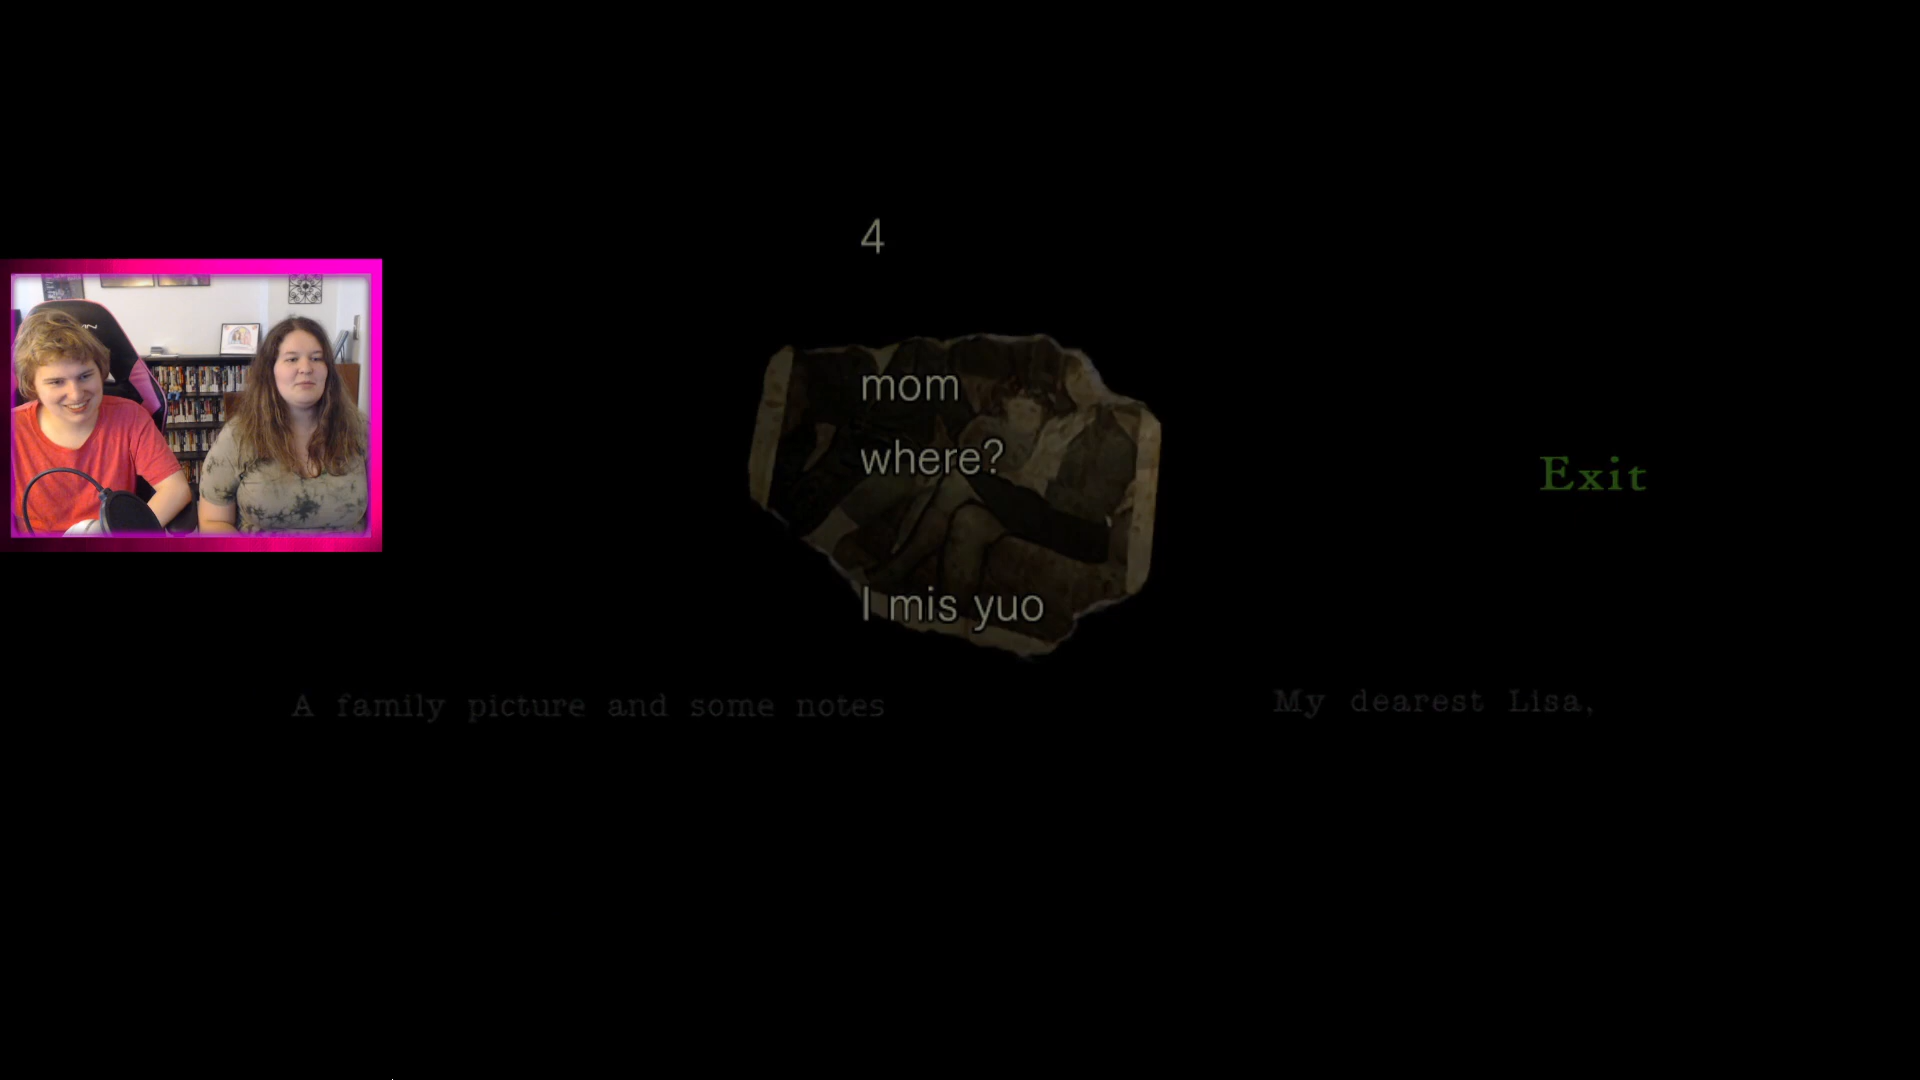 4
mom
where?
I mis yuo
Exit
A family picture and some notes
My dearest Lisa,